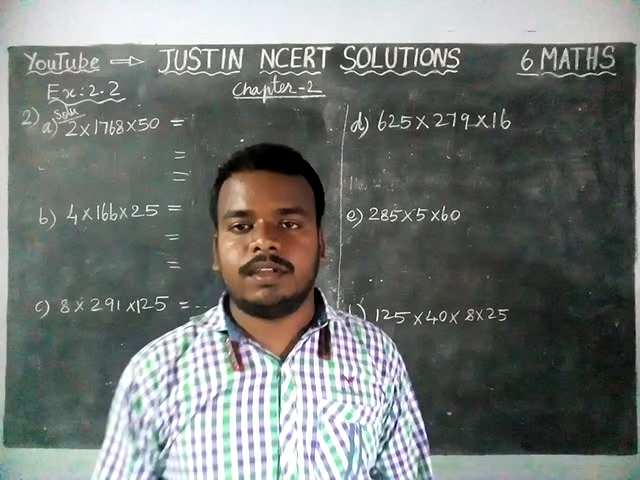 YouTube ⇒ JUSTIN NCERT SOLUTIONS 6 MATHS
Ex: 2.2 Chapter-2
2) Solu
a) 2×1768×50 =
=
=
b) 4×166×25 =
=
=
c) 8×291×125 = ...
d) 625×279×16
e) 285×5×60
125×40×8×25